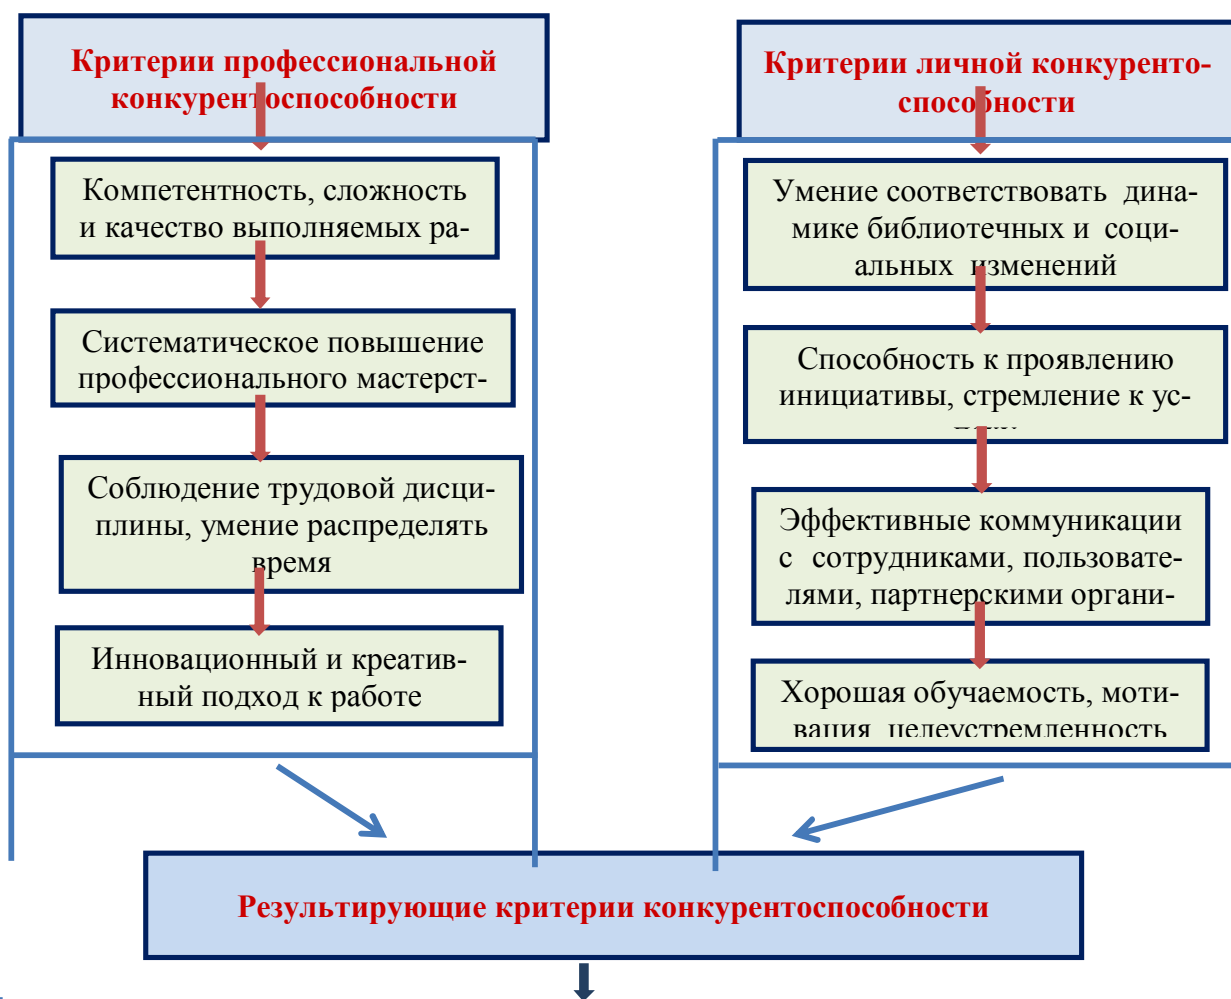 Критерии профессиональной
конкурентоспособности
Компетентность, сложность
и качество выполняемых ра-
Систематическое повышение
профессионального мастерст-
Соблюдение трудовой дисци-
плины, умение распределять
время
Инновационный и креатив-
ный подход к работе
Критерии личной конкуренто-
способности
Умение соответствовать дина-
мике библиотечных и соци-
альных изменений
Способность к проявлению
инициативы, стремление к ус-
Эффективные коммуникации
с сотрудниками, пользовате-
лями, партнерскими органи-
Хорошая обучаемость, моти-
вация целеустремленность
Результирующие критерии конкурентоспособности